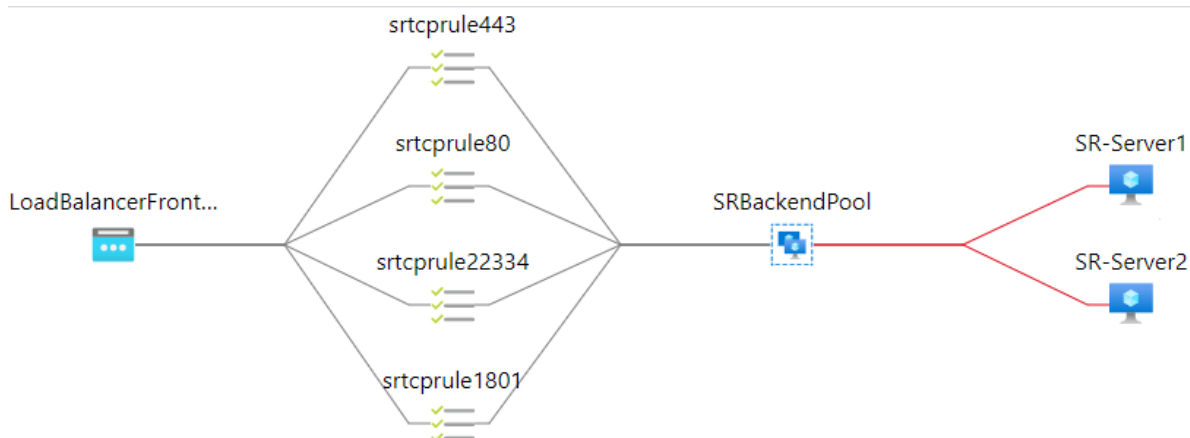 srtcprule443
srtcprule80
LoadBalancerFront...
SRBackendPool
srtcprule22334
srtcprule1801
SR-Server1
SR-Server2